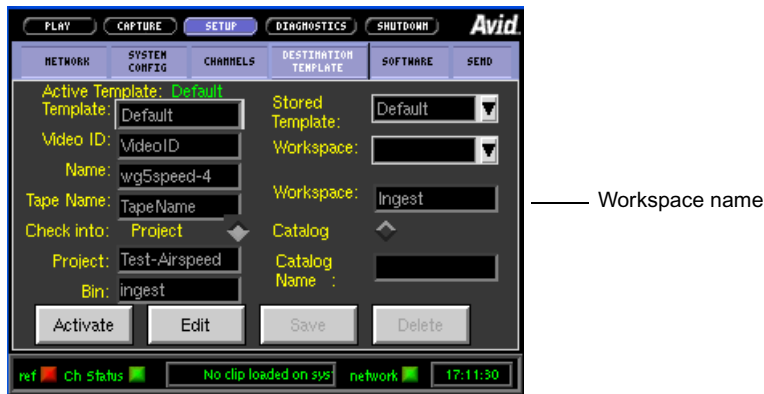 PLAY CAPTURE SETUP DIAGNOSTICS SHUTDOWN Avid
NETWORK SYSTEM CONFIG CHANNELS DESTINATION TEMPLATE SOFTWARE SEND
Active Template: Default
Template: Default Stored Template: Default
Video ID: VideoID Workspace:
Name: wg5speed-4
Tape Name: TapeName Workspace: Ingest
Workspace name
Check into: Project Catalog
Project: Test-Airspeed Catalog Name :
Bin: ingest
Activate Edit Save Delete
ref Ch Status No clip loaded on sys network 17:11:30